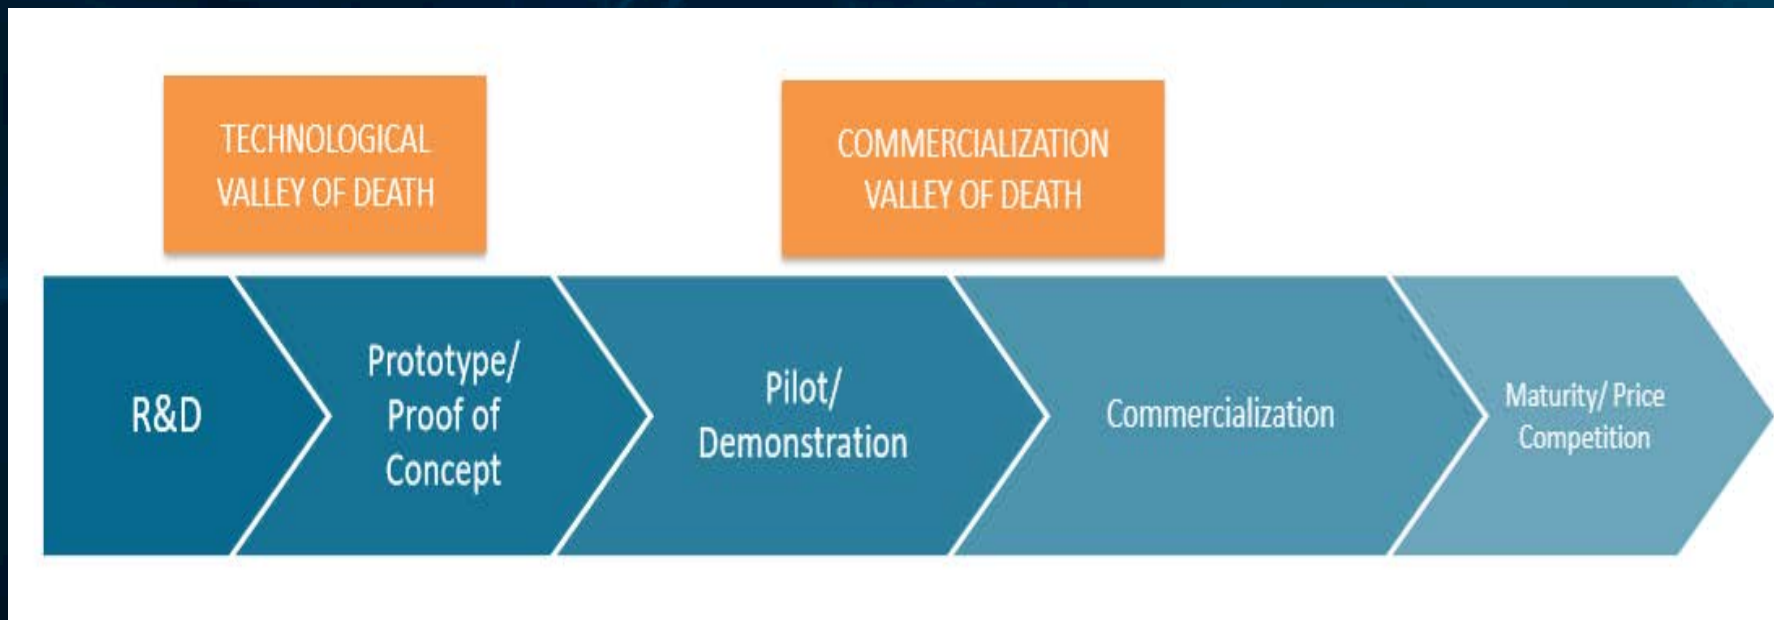 TECHNOLOGICAL
VALLEY OF DEATH
COMMERCIALIZATION
VALLEY OF DEATH
R&D
Prototype/
Proof of
Concept
Pilot/
Demonstration
Commercialization
Maturity/ Price
Competition